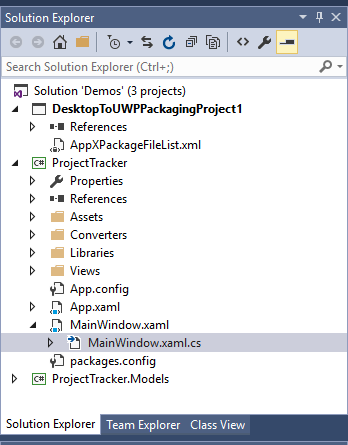 Solution Explorer
Search Solution Explorer (Ctrl+;)
Solution 'Demos' (3 projects)
DesktopToUWPPackagingProject1
References
AppXPackageFileList.xml
C# ProjectTracker
Properties
References
Assets
Converters
Libraries
Views
App.config
App.xaml
MainWindow.xaml
MainWindow.xaml.cs
packages.config
C# ProjectTracker.Models
Solution Explorer Team Explorer Class View